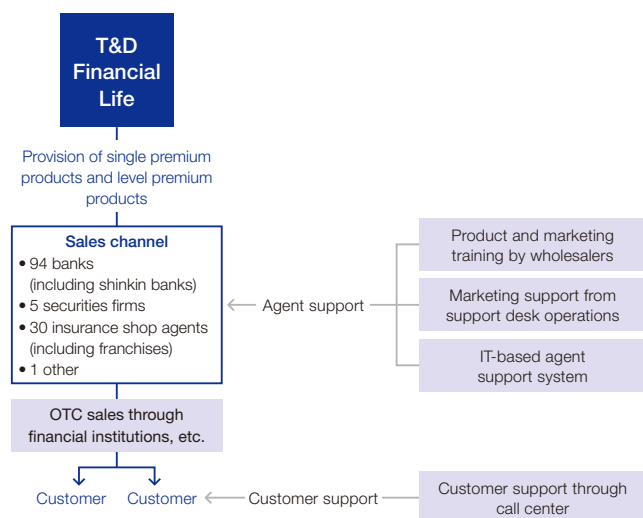 T&D
Financial
Life
Provision of single premium
products and level premium
products
Sales channel
• 94 banks
(including shinkin banks)
• 5 securities firms
• 30 insurance shop agents
(including franchises)
• 1 other
Agent support
Product and marketing
training by wholesalers
Marketing support from
support desk operations
IT-based agent
support system
OTC sales through
financial institutions, etc.
Customer
Customer
Customer support
Customer support through
call center